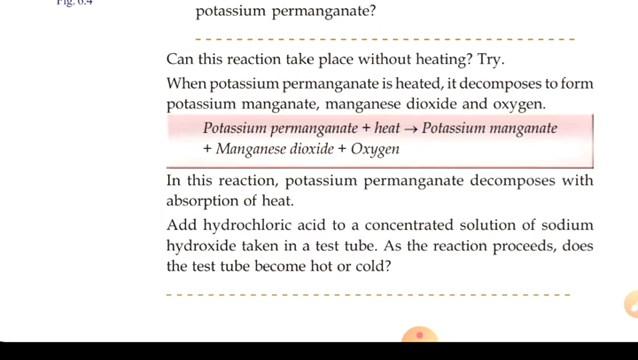 Fig. 6.4
potassium permanganate?
Can this reaction take place without heating? Try.
When potassium permanganate is heated, it decomposes to form
potassium manganate, manganese dioxide and oxygen.
Potassium permanganate + heat → Potassium manganate
+ Manganese dioxide + Oxygen
In this reaction, potassium permanganate decomposes with
absorption of heat.
Add hydrochloric acid to a concentrated solution of sodium
hydroxide taken in a test tube. As the reaction proceeds, does
the test tube become hot or cold?